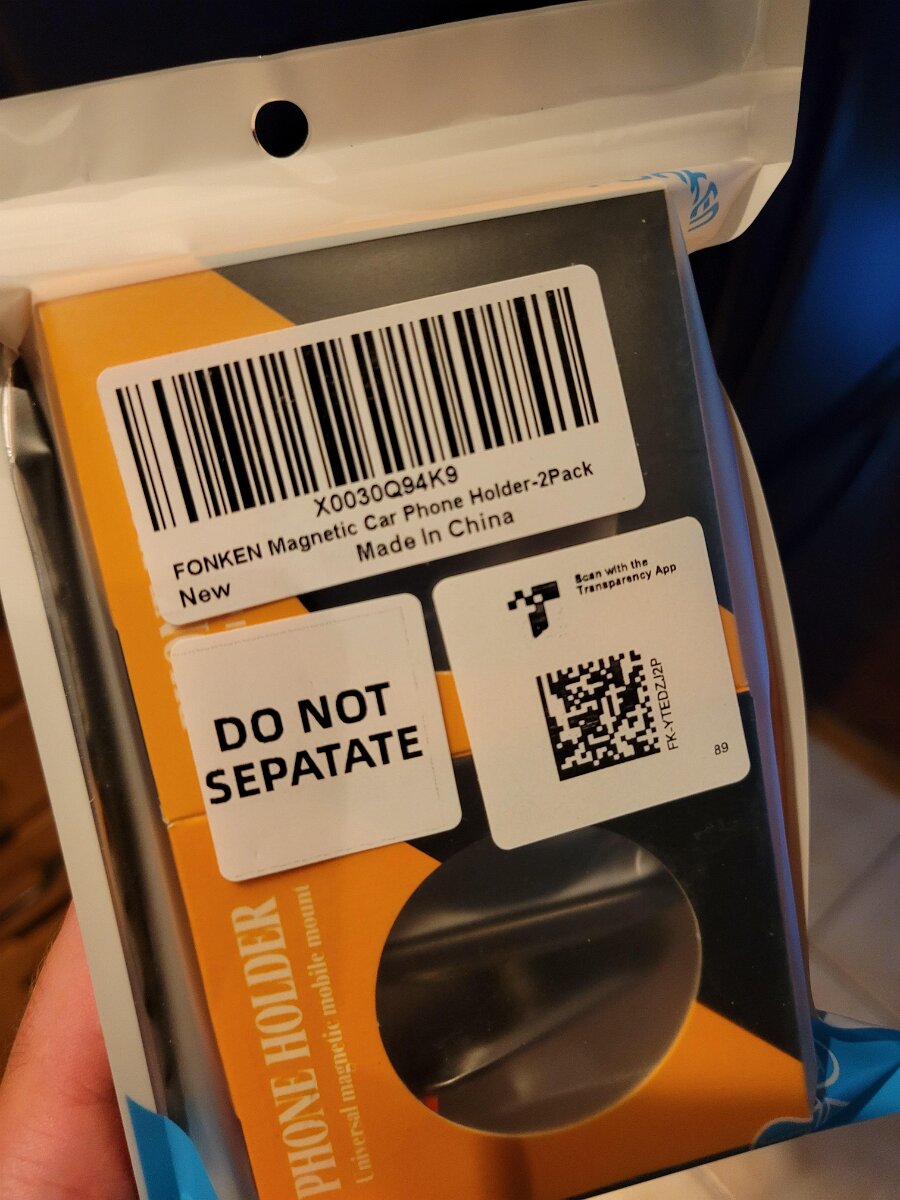 X0030Q94K9
FONKEN Magnetic Car Phone Holder-2Pack
Made In China
New
DO NOT
SEPATATE
Scan with the
Transparency App
FK-YTEDZJ2P
89
PHONE HOLDER
Universal magnetic mobile mount